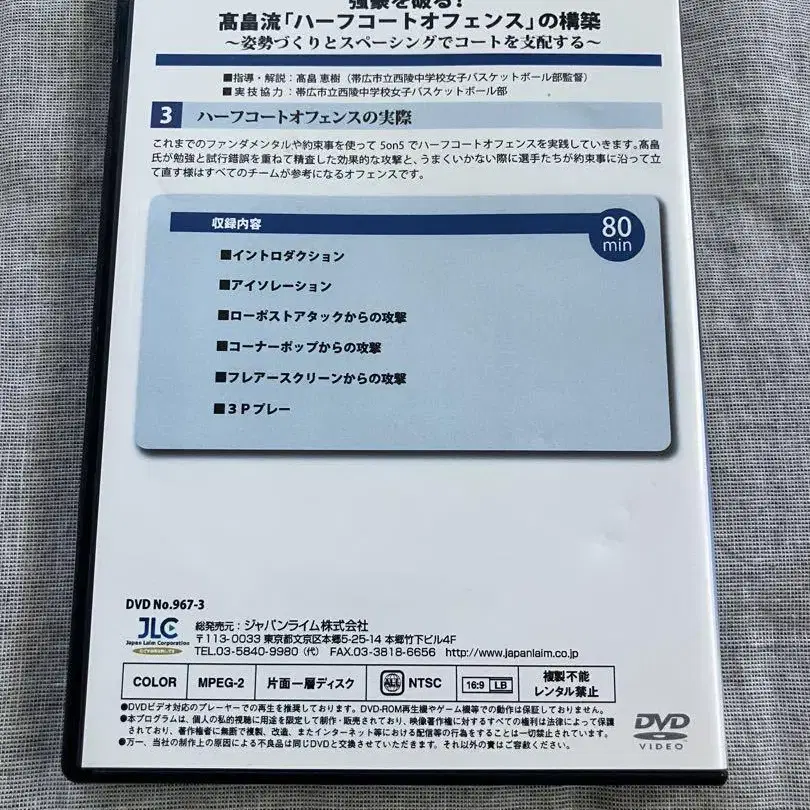 強豪を破る!
髙畠流「ハーフコートオフェンス」の構築
〜姿勢づくりとスペーシングでコートを支配する〜
■指導・解説：髙畠 恵樹（帯広市立西陵中学校女子バスケットボール部監督）
■実技協力：帯広市立西陵中学校女子バスケットボール部
3 ハーフコートオフェンスの実際
これまでのファンダメンタルや約束事を使って 5on5 でハーフコートオフェンスを実践していきます。髙畠
氏が勉強と試行錯誤を重ねて精査した効果的な攻撃と、うまくいかない際に選手たちが約束事に沿って立
て直す様はすべてのチームが参考になるオフェンスです。
収録内容
80
min
■イントロダクション
■アイソレーション
■ローポストアタックからの攻撃
■コーナーポップからの攻撃
■フレアースクリーンからの攻撃
■３Ｐプレー
DVD No.967-3
JLC
Japan Laim Corporation
総発売元：ジャパンライム株式会社
〒113-0033 東京都文京区本郷5-25-14 本郷竹下ビル4F
TEL.03-5840-9980（代） FAX.03-3818-6656 http://www.japanlaim.co.jp
COLOR MPEG-2 片面一層ディスク ALL NTSC 16:9 LB 複製不能
レンタル禁止
●DVDビデオ対応のプレーヤーでの再生を推奨しております。DVD-ROM再生機やゲーム機等での動作は保証しておりません。
●本プログラムは、個人の私的視聴に用途を限定して制作・販売されており、映像著作権に対するすべての権利は法律によって保護
されており、著作権者に無断で複製、改造、またインターネット等における配信等の行為をすることは一切禁止されています。
●万一、当社の制作上の原因による不良品は同じDVDと交換させていただきます。それ以外の責はご容赦ください。
DVD
VIDEO